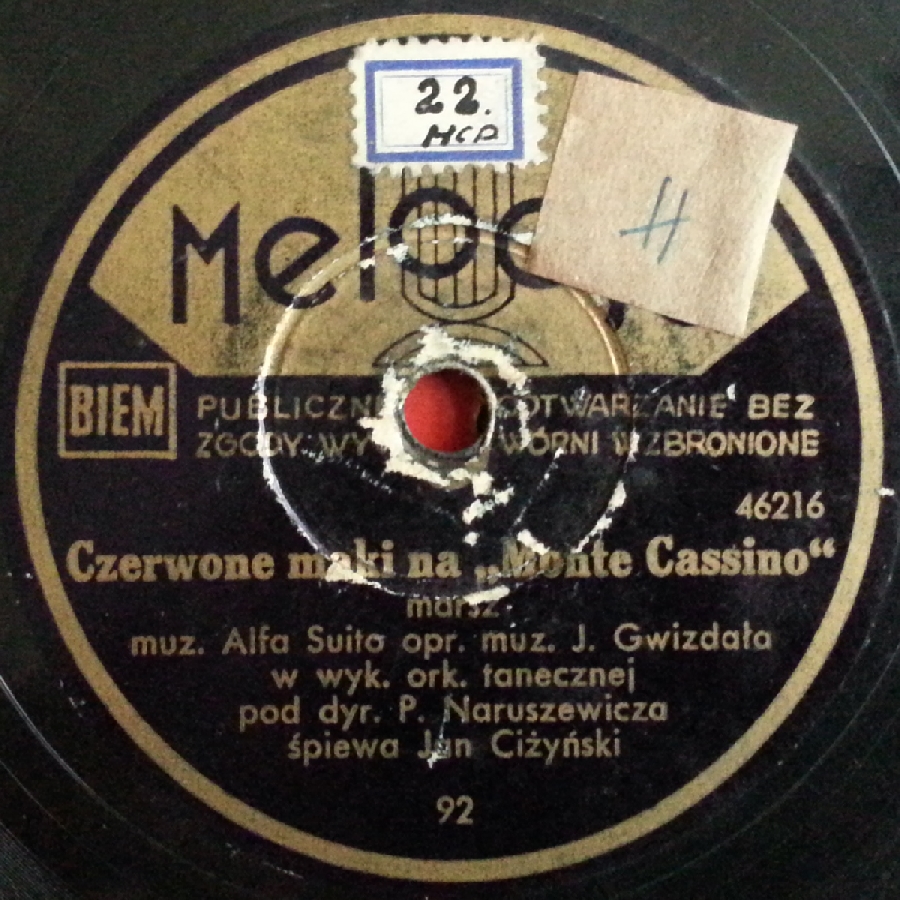 22.
MCP
H
BIEM
PUBLICZNE ODTWARZANIE BEZ
ZGODY WYTWÓRNI WZBRONIONE
46216
Czerwone maki na „Monte Cassino“
marsz
muz. Alfa Suito opr. muz. J. Gwizdała
w wyk. ork. tanecznej
pod dyr. P. Naruszewicza
śpiewa Jan Ciżyński
92